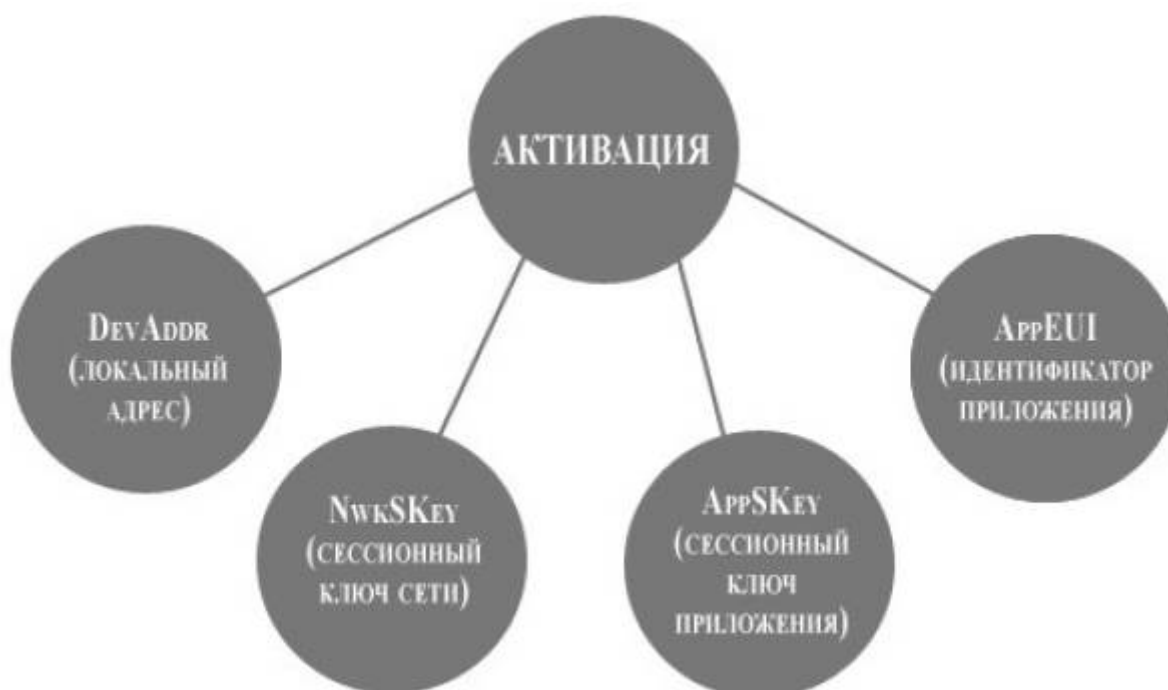 АКТИВАЦИЯ
DevAddr
(локальный
адрес)
NwkSKey
(сессионный
ключ сети)
AppSKey
(сессионный
ключ
приложения)
AppEUI
(идентификатор
приложения)